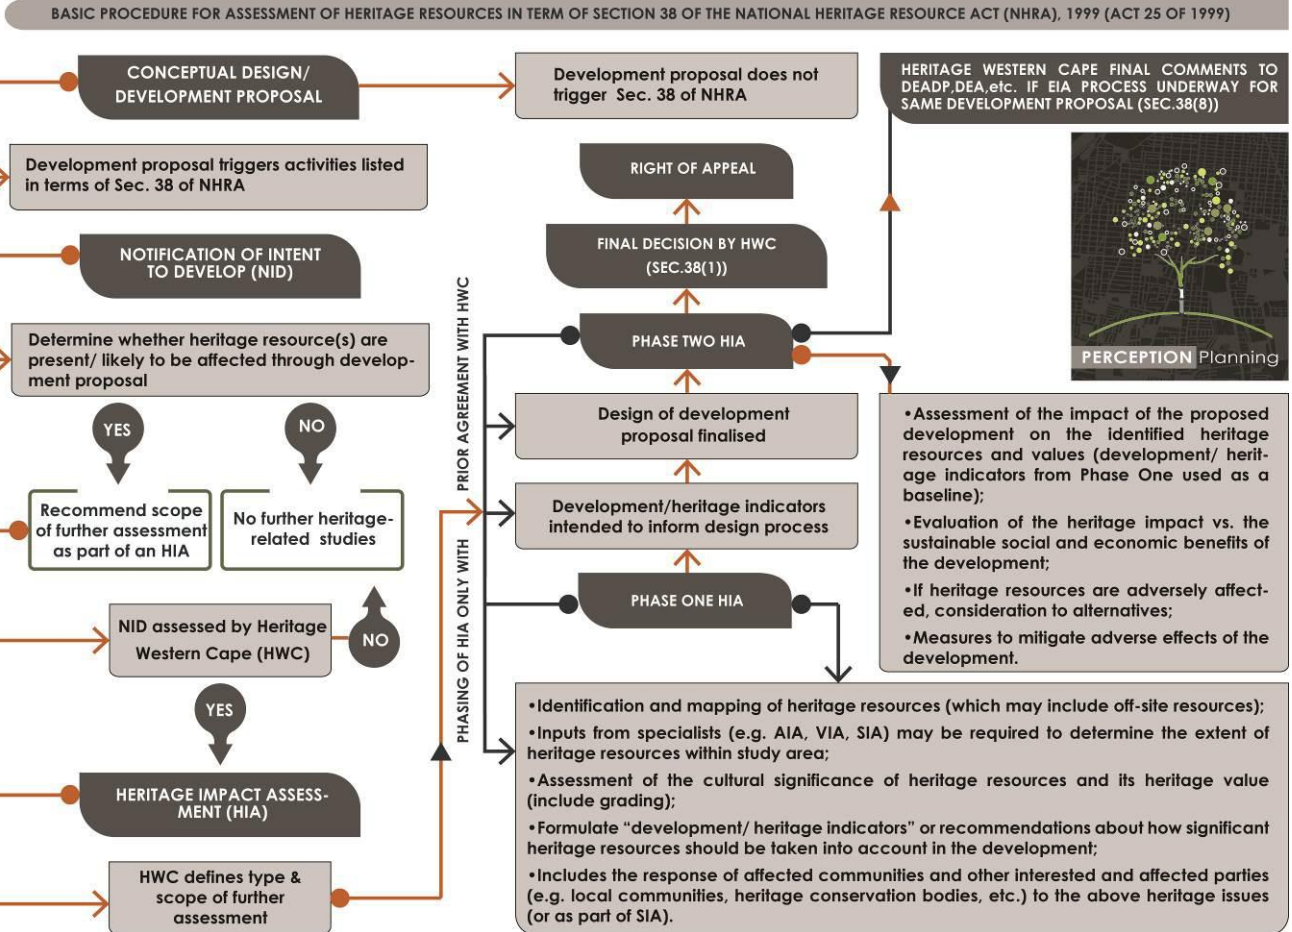 BASIC PROCEDURE FOR ASSESSMENT OF HERITAGE RESOURCES IN TERM OF SECTION 38 OF THE NATIONAL HERITAGE RESOURCE ACT (NHRA), 1999 (ACT 25 OF 1999)
CONCEPTUAL DESIGN/
DEVELOPMENT PROPOSAL
Development proposal does not
trigger Sec. 38 of NHRA
HERITAGE WESTERN CAPE FINAL COMMENTS TO
DEADP,DEA,etc. IF EIA PROCESS UNDERWAY FOR
SAME DEVELOPMENT PROPOSAL (SEC.38(8))
Development proposal triggers activities listed
in terms of Sec. 38 of NHRA
RIGHT OF APPEAL
NOTIFICATION OF INTENT
TO DEVELOP (NID)
FINAL DECISION BY HWC
(SEC.38(1))
Determine whether heritage resource(s) are
present/ likely to be affected through develop-
ment proposal
PHASE TWO HIA
PERCEPTION Planning
YES
NO
Recommend scope
of further assessment
as part of an HIA
No further heritage-
related studies
PHASING OF HIA ONLY WITH PRIOR AGREEMENT WITH HWC
Design of development
proposal finalised
Development/heritage indicators
intended to inform design process
PHASE ONE HIA
•Assessment of the impact of the proposed
development on the identified heritage
resources and values (development/ herit-
age indicators from Phase One used as a
baseline);
•Evaluation of the heritage impact vs. the
sustainable social and economic benefits of
the development;
•If heritage resources are adversely affect-
ed, consideration to alternatives;
•Measures to mitigate adverse effects of the
development.
NID assessed by Heritage
Western Cape (HWC)
NO
YES
HERITAGE IMPACT ASSESS-
MENT (HIA)
HWC defines type &
scope of further
assessment
•Identification and mapping of heritage resources (which may include off-site resources);
•Inputs from specialists (e.g. AIA, VIA, SIA) may be required to determine the extent of
heritage resources within study area;
•Assessment of the cultural significance of heritage resources and its heritage value
(include grading);
•Formulate “development/ heritage indicators” or recommendations about how significant
heritage resources should be taken into account in the development;
•Includes the response of affected communities and other interested and affected parties
(e.g. local communities, heritage conservation bodies, etc.) to the above heritage issues
(or as part of SIA).